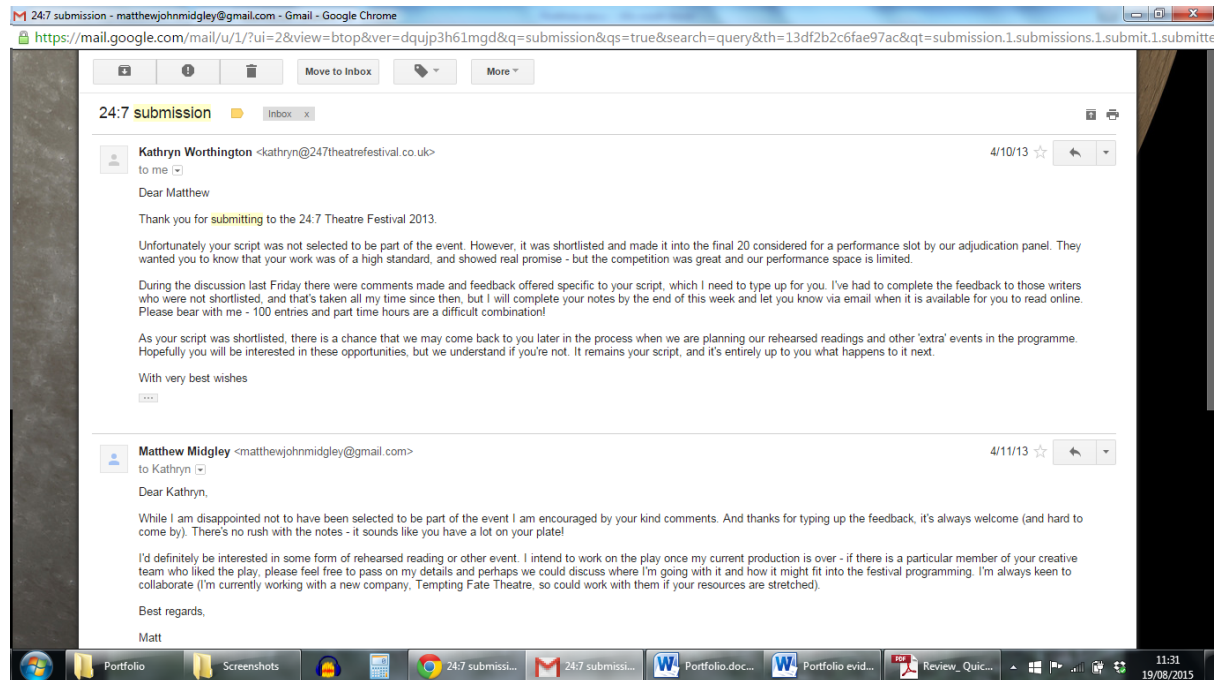 24:7 submission - matthewjohnmidgley@gmail.com - Gmail - Google Chrome
https://mail.google.com/mail/u/1/?ui=2&view=btop&ver=dqujp3h61mgd&q=submission&qs=true&search=query&th=13df2b2c6fae97ac&qt=submission.1.submissions.1.submit.1.submitte
Move to Inbox More
24:7 submission Inbox x
Kathryn Worthington <kathryn@247theatrefestival.co.uk> 4/10/13
to me
Dear Matthew
Thank you for submitting to the 24:7 Theatre Festival 2013.
Unfortunately your script was not selected to be part of the event. However, it was shortlisted and made it into the final 20 considered for a performance slot by our adjudication panel. They
wanted you to know that your work was of a high standard, and showed real promise - but the competition was great and our performance space is limited.
During the discussion last Friday there were comments made and feedback offered specific to your script, which I need to type up for you. I've had to complete the feedback to those writers
who were not shortlisted, and that's taken all my time since then, but I will complete your notes by the end of this week and let you know via email when it is available for you to read online.
Please bear with me - 100 entries and part time hours are a difficult combination!
As your script was shortlisted, there is a chance that we may come back to you later in the process when we are planning our rehearsed readings and other 'extra' events in the programme.
Hopefully you will be interested in these opportunities, but we understand if you're not. It remains your script, and it's entirely up to you what happens to it next.
With very best wishes
...
Matthew Midgley <matthewjohnmidgley@gmail.com> 4/11/13
to Kathryn
Dear Kathryn,
While I am disappointed not to have been selected to be part of the event I am encouraged by your kind comments. And thanks for typing up the feedback, it's always welcome (and hard to
come by). There's no rush with the notes - it sounds like you have a lot on your plate!
I'd definitely be interested in some form of rehearsed reading or other event. I intend to work on the play once my current production is over - if there is a particular member of your creative
team who liked the play, please feel free to pass on my details and perhaps we could discuss where I'm going with it and how it might fit into the festival programming. I'm always keen to
collaborate (I'm currently working with a new company, Tempting Fate Theatre, so could work with them if your resources are stretched).
Best regards,
Matt
Portfolio Screenshots 24:7 submissi... 24:7 submissi... Portfolio.doc... Portfolio evid... Review_Quic... 11:31
19/08/2015